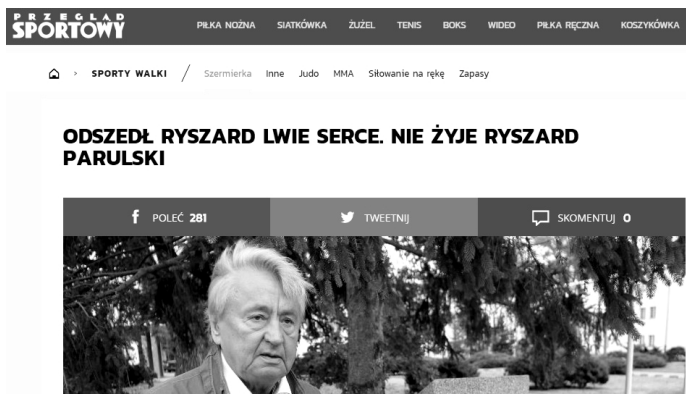 PRZEGLĄD
SPORTOWY
PIŁKA NOŻNA SIATKÓWKA ŻUŻEL TENIS BOKS WIDEO PIŁKA RĘCZNA KOSZYKÓWKA
> SPORTY WALKI / Szermierka Inne Judo MMA Siłowanie na rękę Zapasy
ODSZEDŁ RYSZARD LWIE SERCE. NIE ŻYJE RYSZARD
PARULSKI
POLEĆ 281 TWEETNIJ SKOMENTUJ 0